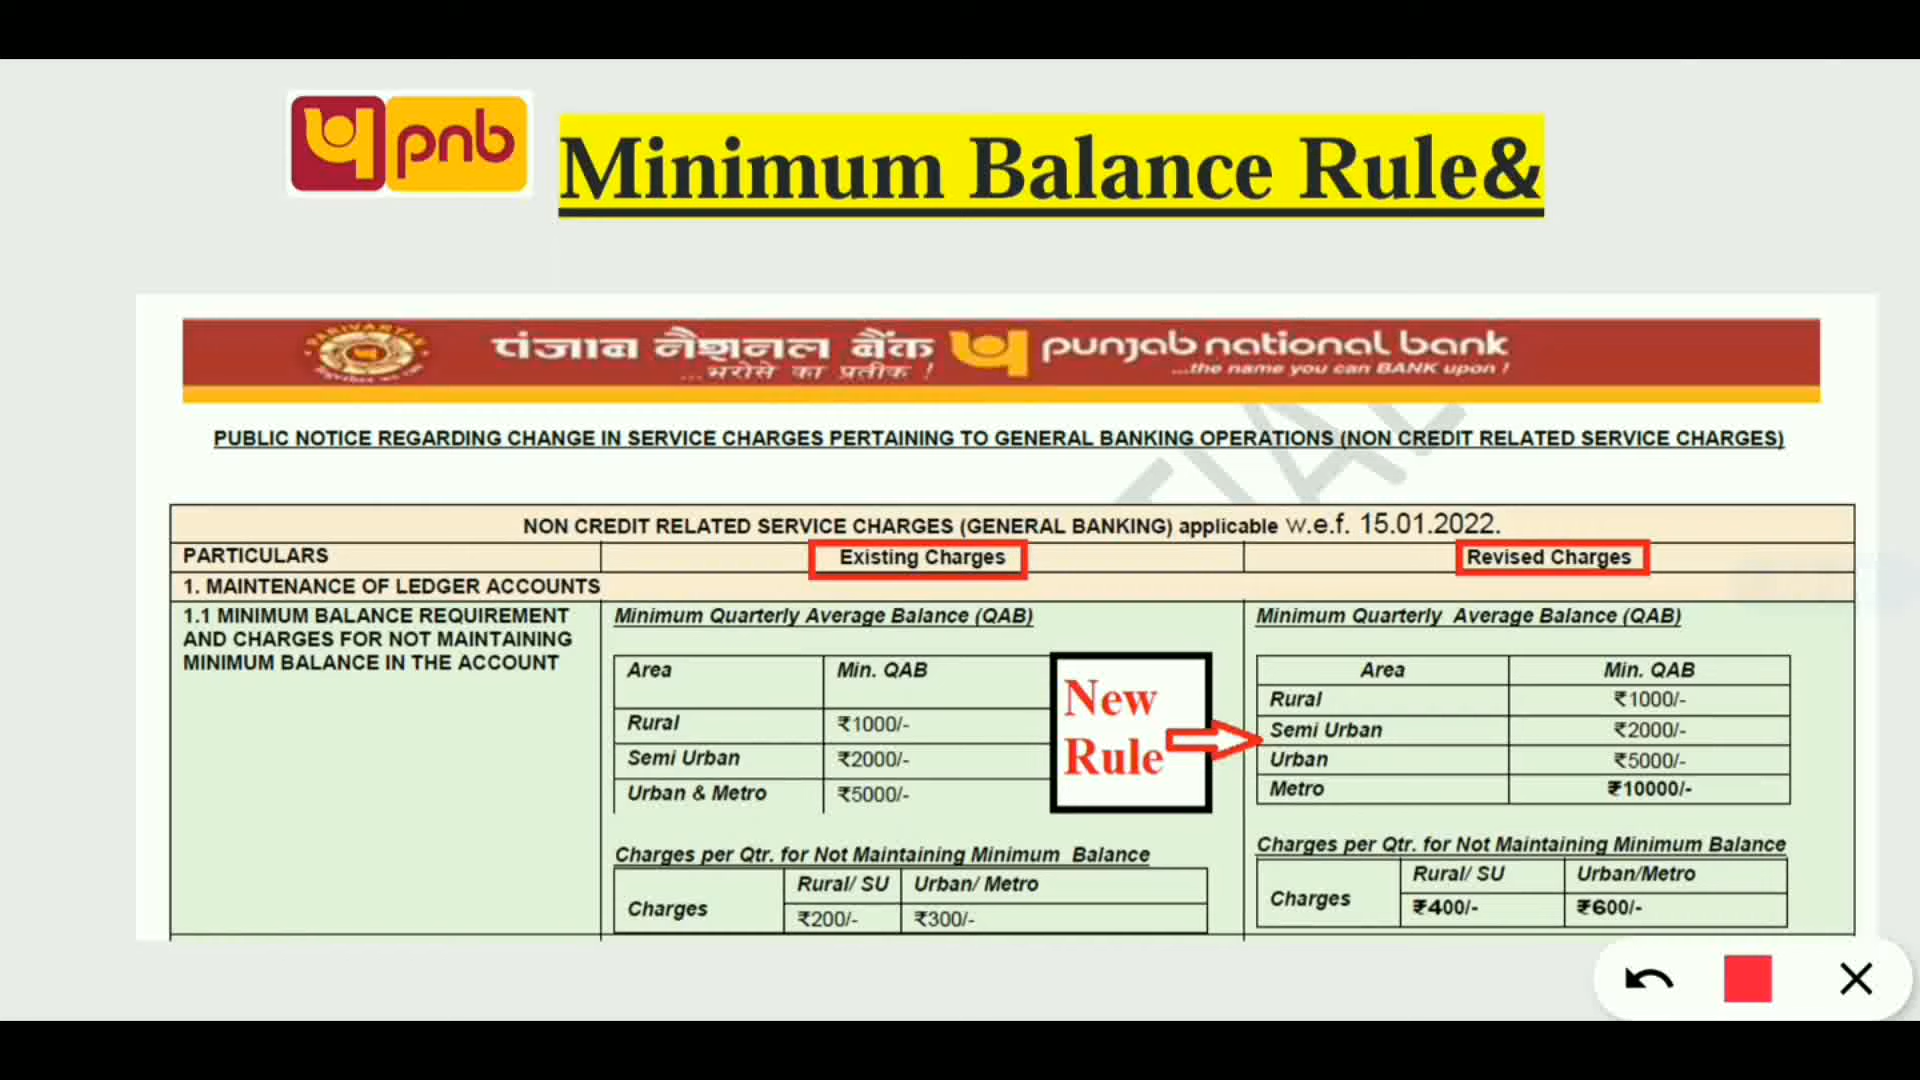 प pnb
Minimum Balance Rule&
पंजाब नैशनल बैंक punjab national bank
...भरोसे का प्रतीक ! ...the name you can BANK upon !
PUBLIC NOTICE REGARDING CHANGE IN SERVICE CHARGES PERTAINING TO GENERAL BANKING OPERATIONS (NON CREDIT RELATED SERVICE CHARGES)
NON CREDIT RELATED SERVICE CHARGES (GENERAL BANKING) applicable w.e.f. 15.01.2022.
PARTICULARS Existing Charges Revised Charges
1. MAINTENANCE OF LEDGER ACCOUNTS
1.1 MINIMUM BALANCE REQUIREMENT
AND CHARGES FOR NOT MAINTAINING
MINIMUM BALANCE IN THE ACCOUNT
Minimum Quarterly Average Balance (QAB)
Area Min. QAB
Rural ₹1000/-
Semi Urban ₹2000/-
Urban & Metro ₹5000/-
Charges per Qtr. for Not Maintaining Minimum Balance
Rural/ SU Urban/ Metro
Charges ₹200/- ₹300/-
New
Rule
Minimum Quarterly Average Balance (QAB)
Area Min. QAB
Rural ₹1000/-
Semi Urban ₹2000/-
Urban ₹5000/-
Metro ₹10000/-
Charges per Qtr. for Not Maintaining Minimum Balance
Rural/ SU Urban/Metro
Charges ₹400/- ₹600/-